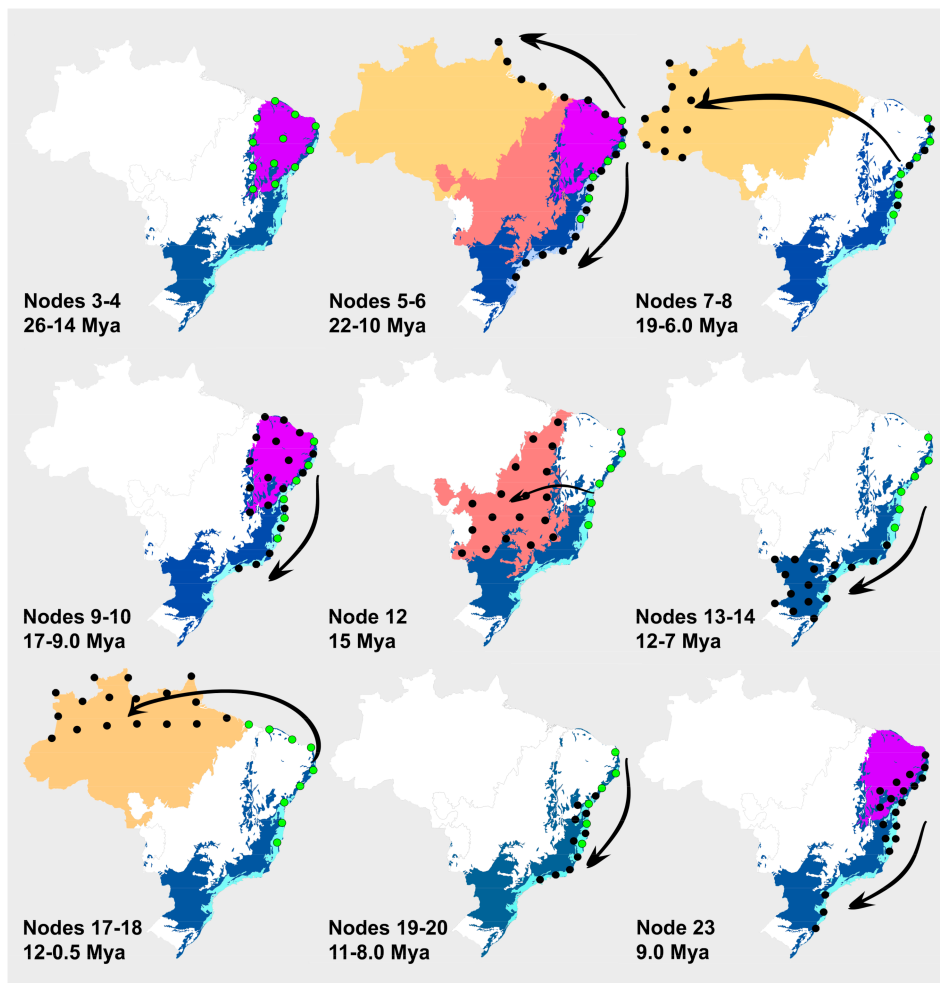 Nodes 3-4
26-14 Mya
Nodes 5-6
22-10 Mya
Nodes 7-8
19-6.0 Mya
Nodes 9-10
17-9.0 Mya
Node 12
15 Mya
Nodes 13-14
12-7 Mya
Nodes 17-18
12-0.5 Mya
Nodes 19-20
11-8.0 Mya
Node 23
9.0 Mya